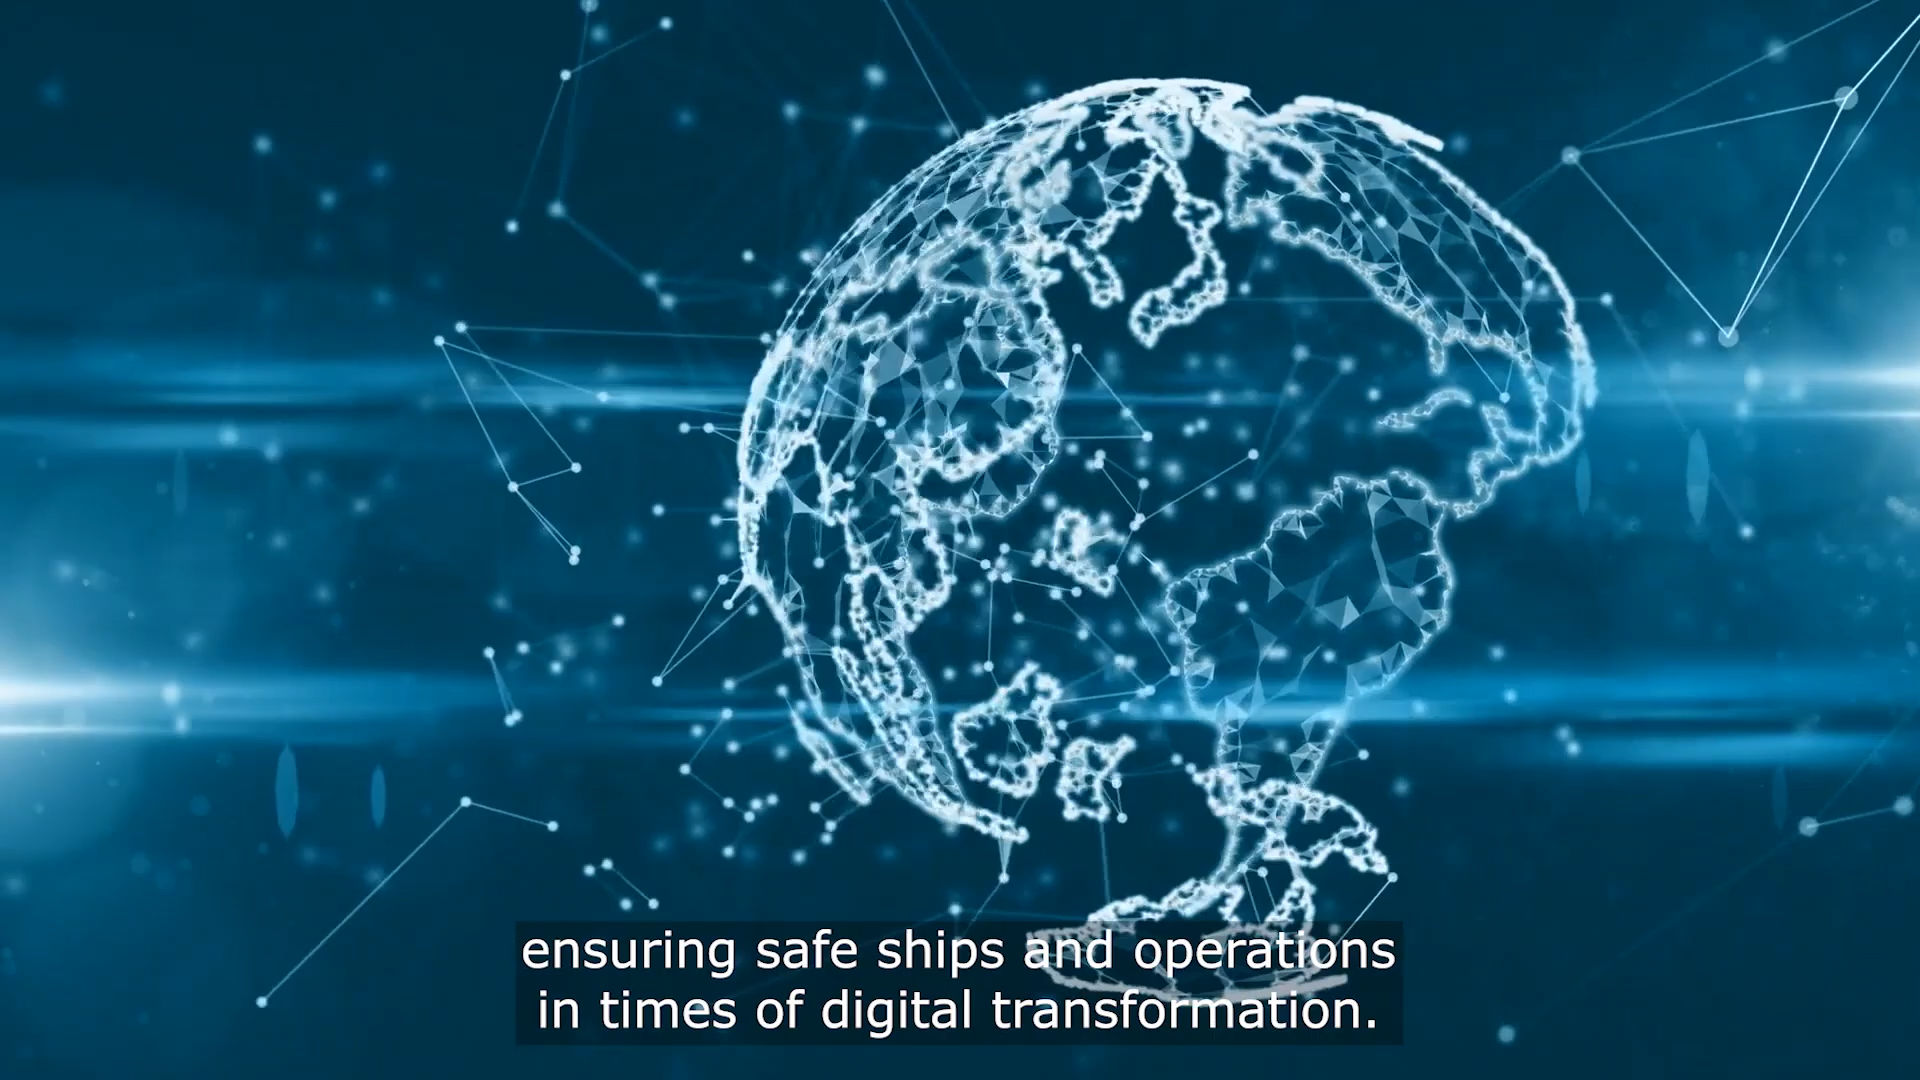 ensuring safe ships and operations
in times of digital transformation.